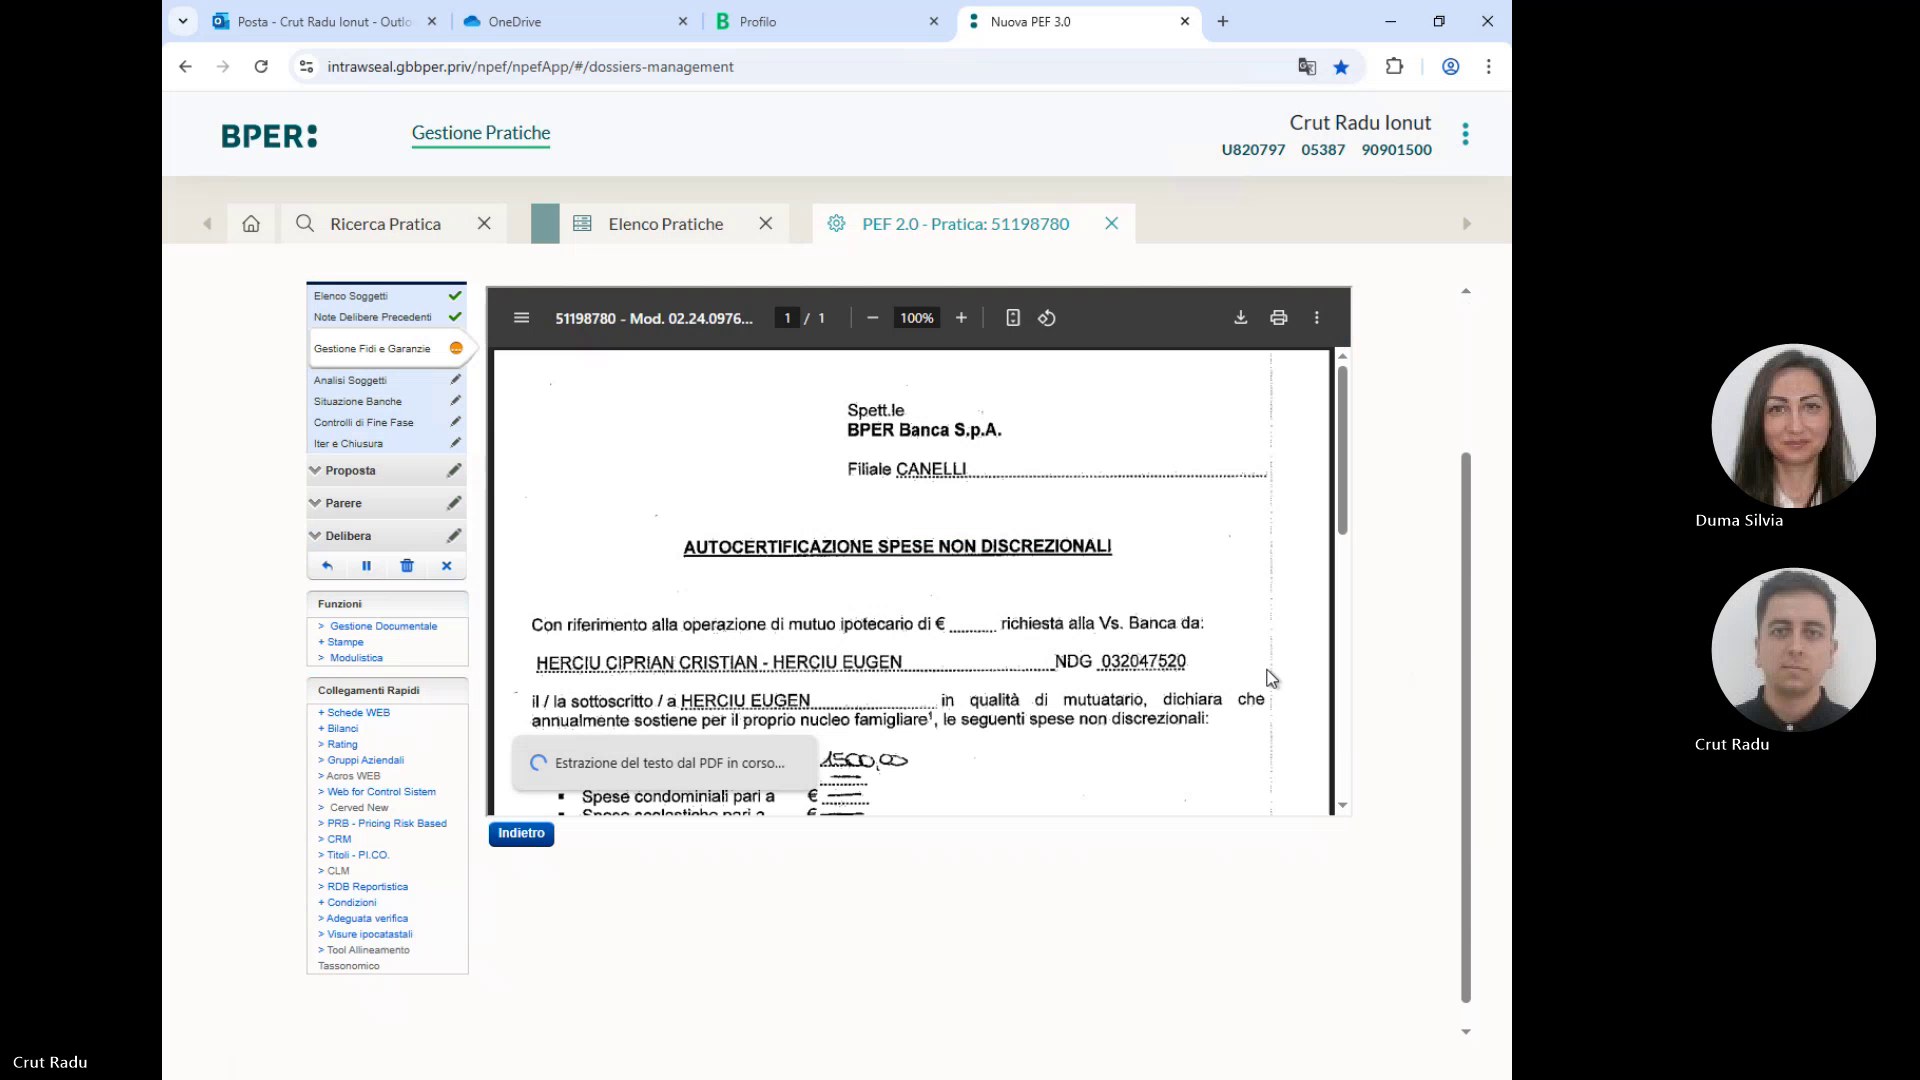 Posta - Crut Radu Ionut - Outlo
OneDrive
Profilo
Nuova PEF 3.0
intrawseal.gbbper.priv/npef/npefApp/#/dossiers-management
BPER:
Gestione Pratiche
Crut Radu Ionut
U820797 05387 90901500
Ricerca Pratica
Elenco Pratiche
PEF 2.0 - Pratica: 51198780
Elenco Soggetti
Note Delibere Precedenti
Gestione Fidi e Garanzie
Analisi Soggetti
Situazione Banche
Controlli di Fine Fase
Iter e Chiusura
Proposta
Parere
Delibera
Funzioni
> Gestione Documentale
+ Stampe
> Modulistica
Collegamenti Rapidi
+ Schede WEB
+ Bilanci
> Rating
> Gruppi Aziendali
> Acros WEB
> Web for Control Sistem
> Cerved New
> PRB - Pricing Risk Based
> CRM
> Titoli - PI.CO.
> CLM
> RDB Reportistica
+ Condizioni
> Adeguata verifica
> Visure ipocatastali
> Tool Allineamento
Tassonomico
51198780 - Mod. 02.24.0976...
1 / 1
100%
Spett.le
BPER Banca S.p.A.
Filiale CANELLI
AUTOCERTIFICAZIONE SPESE NON DISCREZIONALI
Con riferimento alla operazione di mutuo ipotecario di € ........ richiesta alla Vs. Banca da:
HERCIU CIPRIAN CRISTIAN - HERCIU EUGEN NDG 032047520
il / la sottoscritto / a HERCIU EUGEN in qualità di mutuatario, dichiara che
annualmente sostiene per il proprio nucleo famigliare¹, le seguenti spese non discrezionali:
1500,00
Estrazione del testo dal PDF in corso...
▪ Spese condominiali pari a €
Spese scolastiche pari a €
Indietro
Duma Silvia
Crut Radu
Crut Radu